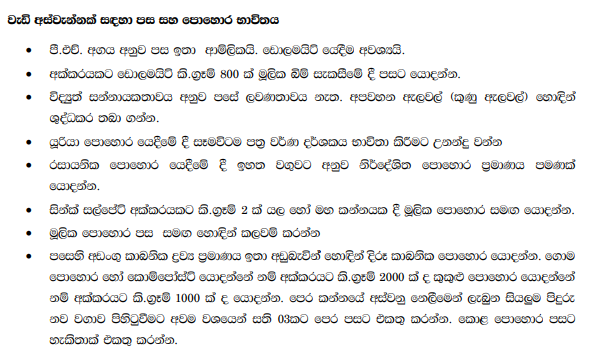 වැඩි අස්වැන්නක් සඳහා පස සහ පොහොර භාවිතය
• පී.එච්. අගය අනුව පස ඉතා ආම්ලිකයි. ඩොලමයිට් යෙදීම අවශ්‍යයි.
• අක්කරයකට ඩොලමයිට් කි.ග්‍රෑම් 800 ක් මූලික බිම් සැකසීමේ දී පසට යොදන්න.
• විද්‍යුත් සන්නායකතාවය අනුව පසේ ලවණතාවය නැත. අපවහන ඇලවල් (කුණු ඇලවල්) හොඳින්
ශුද්ධකර තබා ගන්න.
• යූරියා පොහොර යෙදීමේ දී සෑමවිටම පත්‍ර වර්ණ දර්ශකය භාවිතා කිරීමට උනන්දු වන්න
• රසායනික පොහොර යෙදීමේ දී ඉහත වගුවට අනුව නිර්දේශිත පොහොර ප්‍රමාණය පමණක්
යොදන්න.
• සින්ක් සල්පේට් අක්කරයකට කි.ග්‍රෑම් 2 ක් යල හෝ මහ කන්නයක දී මූලික පොහොර සමඟ යොදන්න.
• මූලික පොහොර පස සමඟ හොඳින් කලවම් කරන්න
• පසෙහි අඩංගු කාබනික ද්‍රව්‍ය ප්‍රමාණය ඉතා අඩුබැවින් හොඳින් දිරූ කාබනික පොහොර යොදන්න. ගොම
පොහොර හෝ කොම්පෝස්ට් යොදන්නේ නම් අක්කරයට කි.ග්‍රෑම් 2000 ක් ද කුකුළු පොහොර යොදන්නේ
නම් අක්කරයට කි.ග්‍රෑම් 1000 ක් ද යොදන්න. පෙර කන්නයේ අස්වනු නෙලීමෙන් ලැබුන සියලුම පිදුරු
නව වගාව පිහිටුවීමට අවම වශයෙන් සති 03කට පෙර පසට එකතු කරන්න. කොළ පොහොර පසට
හැකිතාක් එකතු කරන්න.